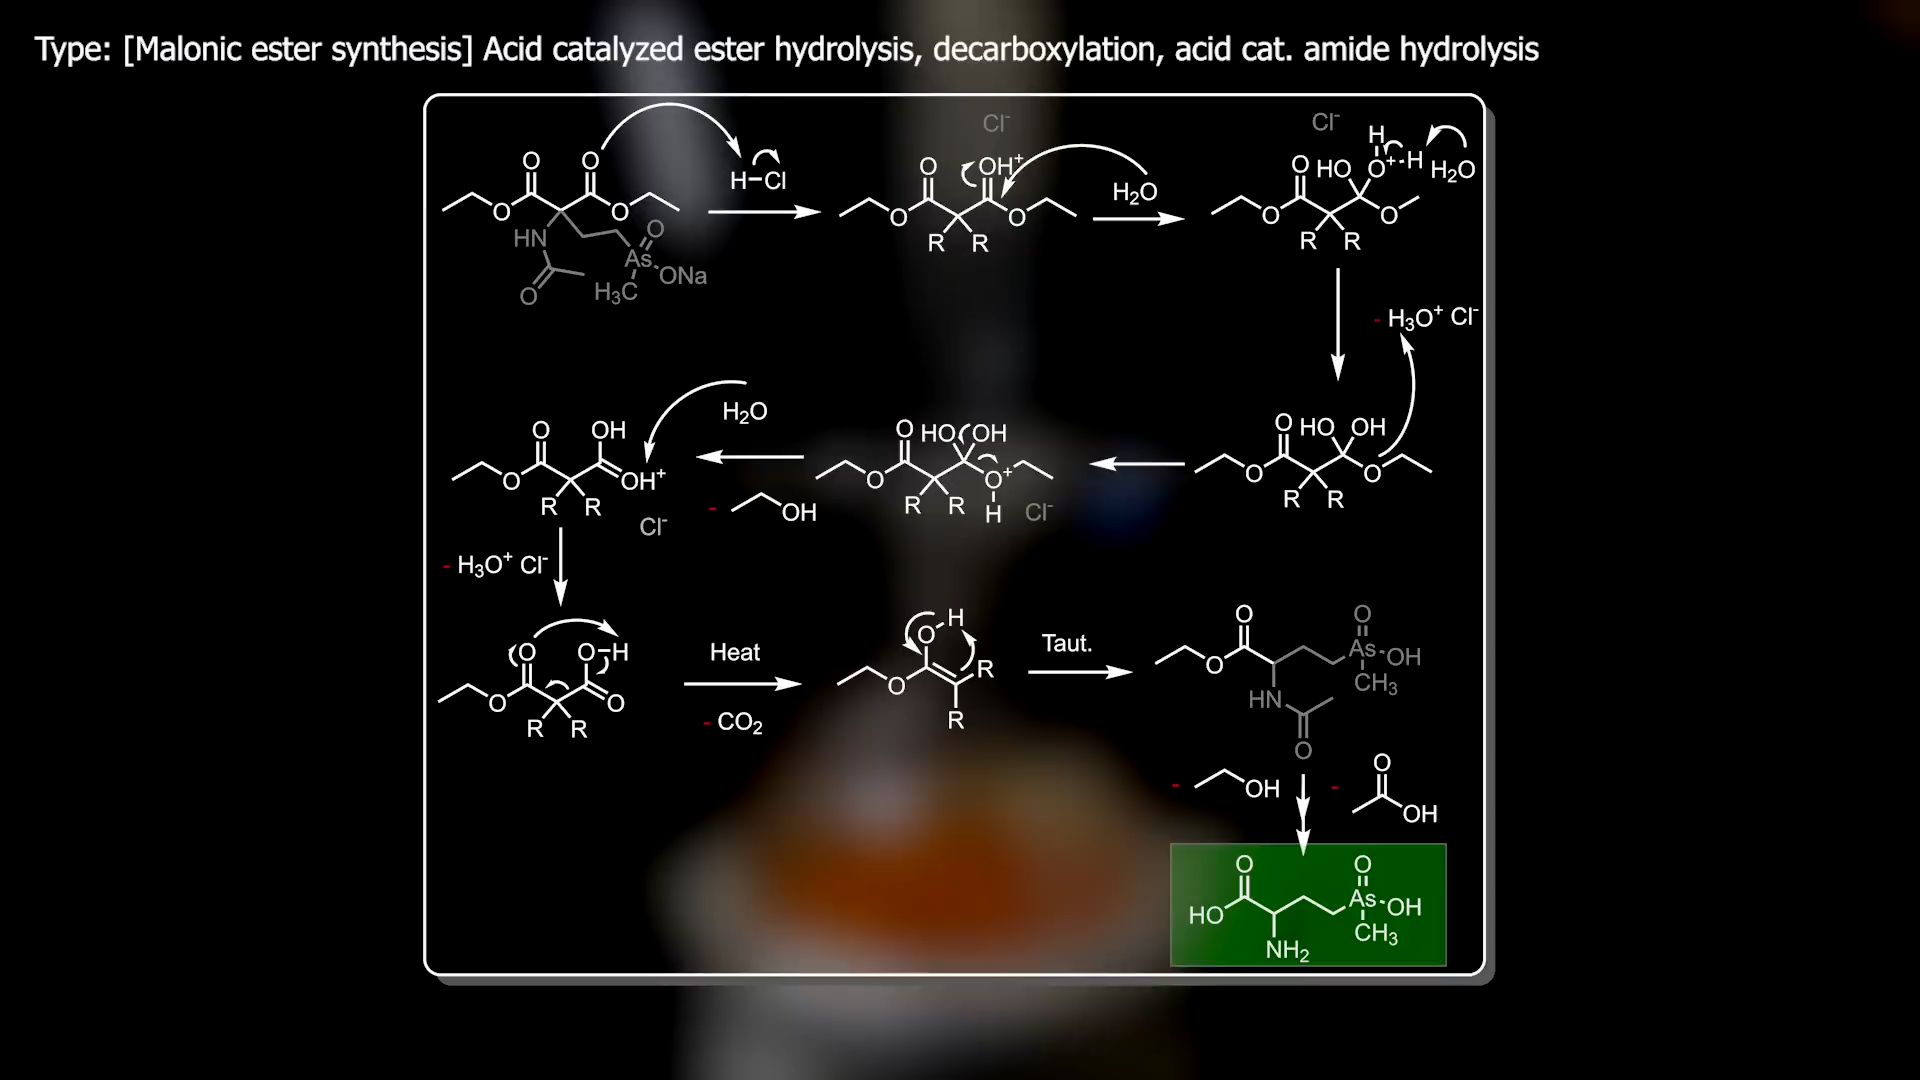 Type: [Malonic ester synthesis] Acid catalyzed ester hydrolysis, decarboxylation, acid cat. amide hydrolysis
O O H–Cl
O O
HN O
As
ONa
O H₃C
Cl⁻
O OH⁺
H₂O
O O
R R
Cl⁻
H
O HO O⁺-H H₂O
O O
R R
- H₃O⁺ Cl⁻
O HO OH
O O
R R
O HO OH
O O⁺
R R H Cl⁻
H₂O
- OH
O OH
O OH⁺
R R
Cl⁻
- H₃O⁺ Cl⁻
O O–H
O O
R R
Heat
- CO₂
H
O
R
O
R
Taut.
O O
As OH
O
HN CH₃
O
- OH - O
OH
O O
As OH
HO
NH₂ CH₃